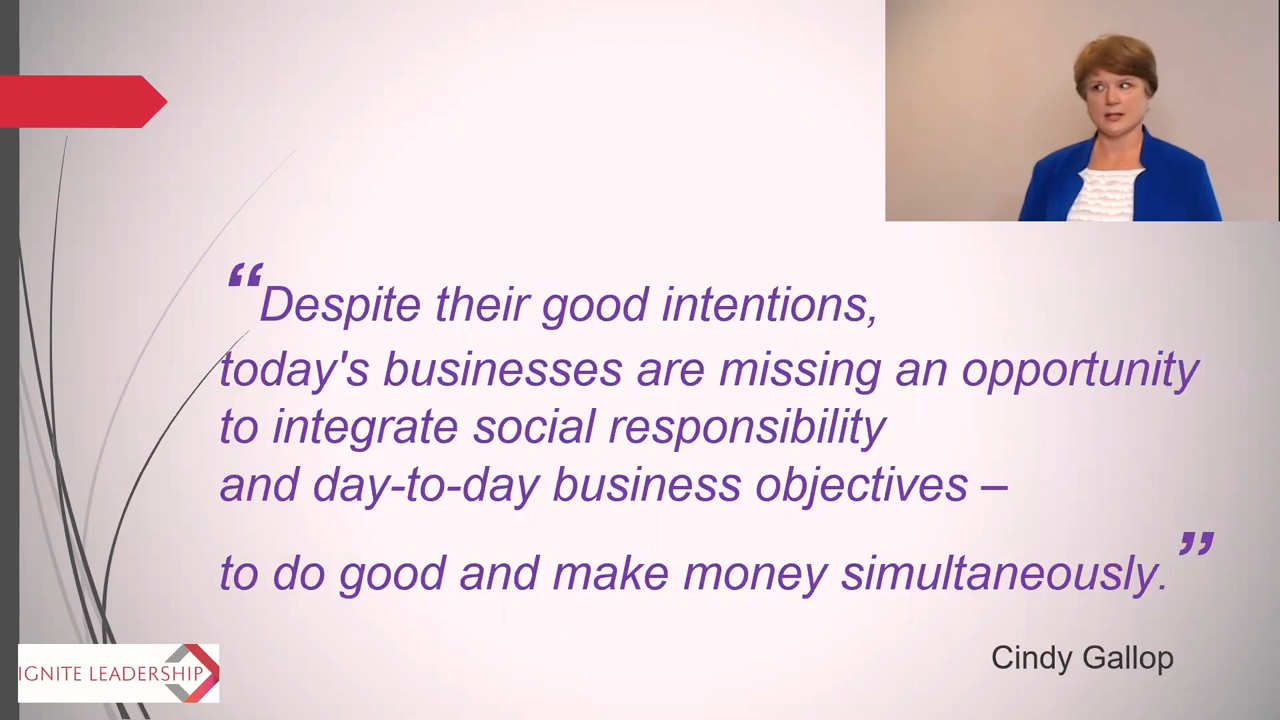 “Despite their good intentions,
today's businesses are missing an opportunity
to integrate social responsibility
and day-to-day business objectives –
to do good and make money simultaneously.”
Cindy Gallop
IGNITE LEADERSHIP